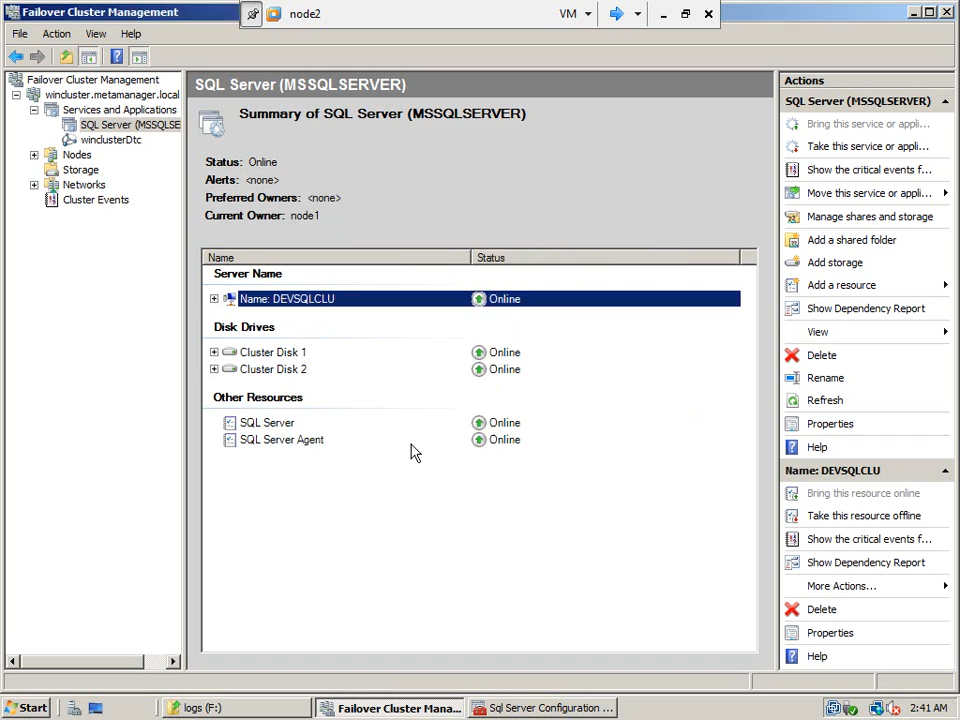 Failover Cluster Management
node2
VM
File Action View Help
Failover Cluster Management
wincluster.metamanager.local
Services and Applications
SQL Server (MSSQLSE
winclusterDtc
Nodes
Storage
Networks
Cluster Events
SQL Server (MSSQLSERVER)
Summary of SQL Server (MSSQLSERVER)
Status: Online
Alerts: <none>
Preferred Owners: <none>
Current Owner: node1
Name Status
Server Name
Name: DEVSQLCLU Online
Disk Drives
Cluster Disk 1 Online
Cluster Disk 2 Online
Other Resources
SQL Server Online
SQL Server Agent Online
Actions
SQL Server (MSSQLSERVER)
Bring this service or appli...
Take this service or appli...
Show the critical events f...
Move this service or appli...
Manage shares and storage
Add a shared folder
Add storage
Add a resource
Show Dependency Report
View
Delete
Rename
Refresh
Properties
Help
Name: DEVSQLCLU
Bring this resource online
Take this resource offline
Show the critical events f...
Show Dependency Report
More Actions...
Delete
Properties
Help
Start logs (F:) Failover Cluster Mana... Sql Server Configuration ... 2:41 AM